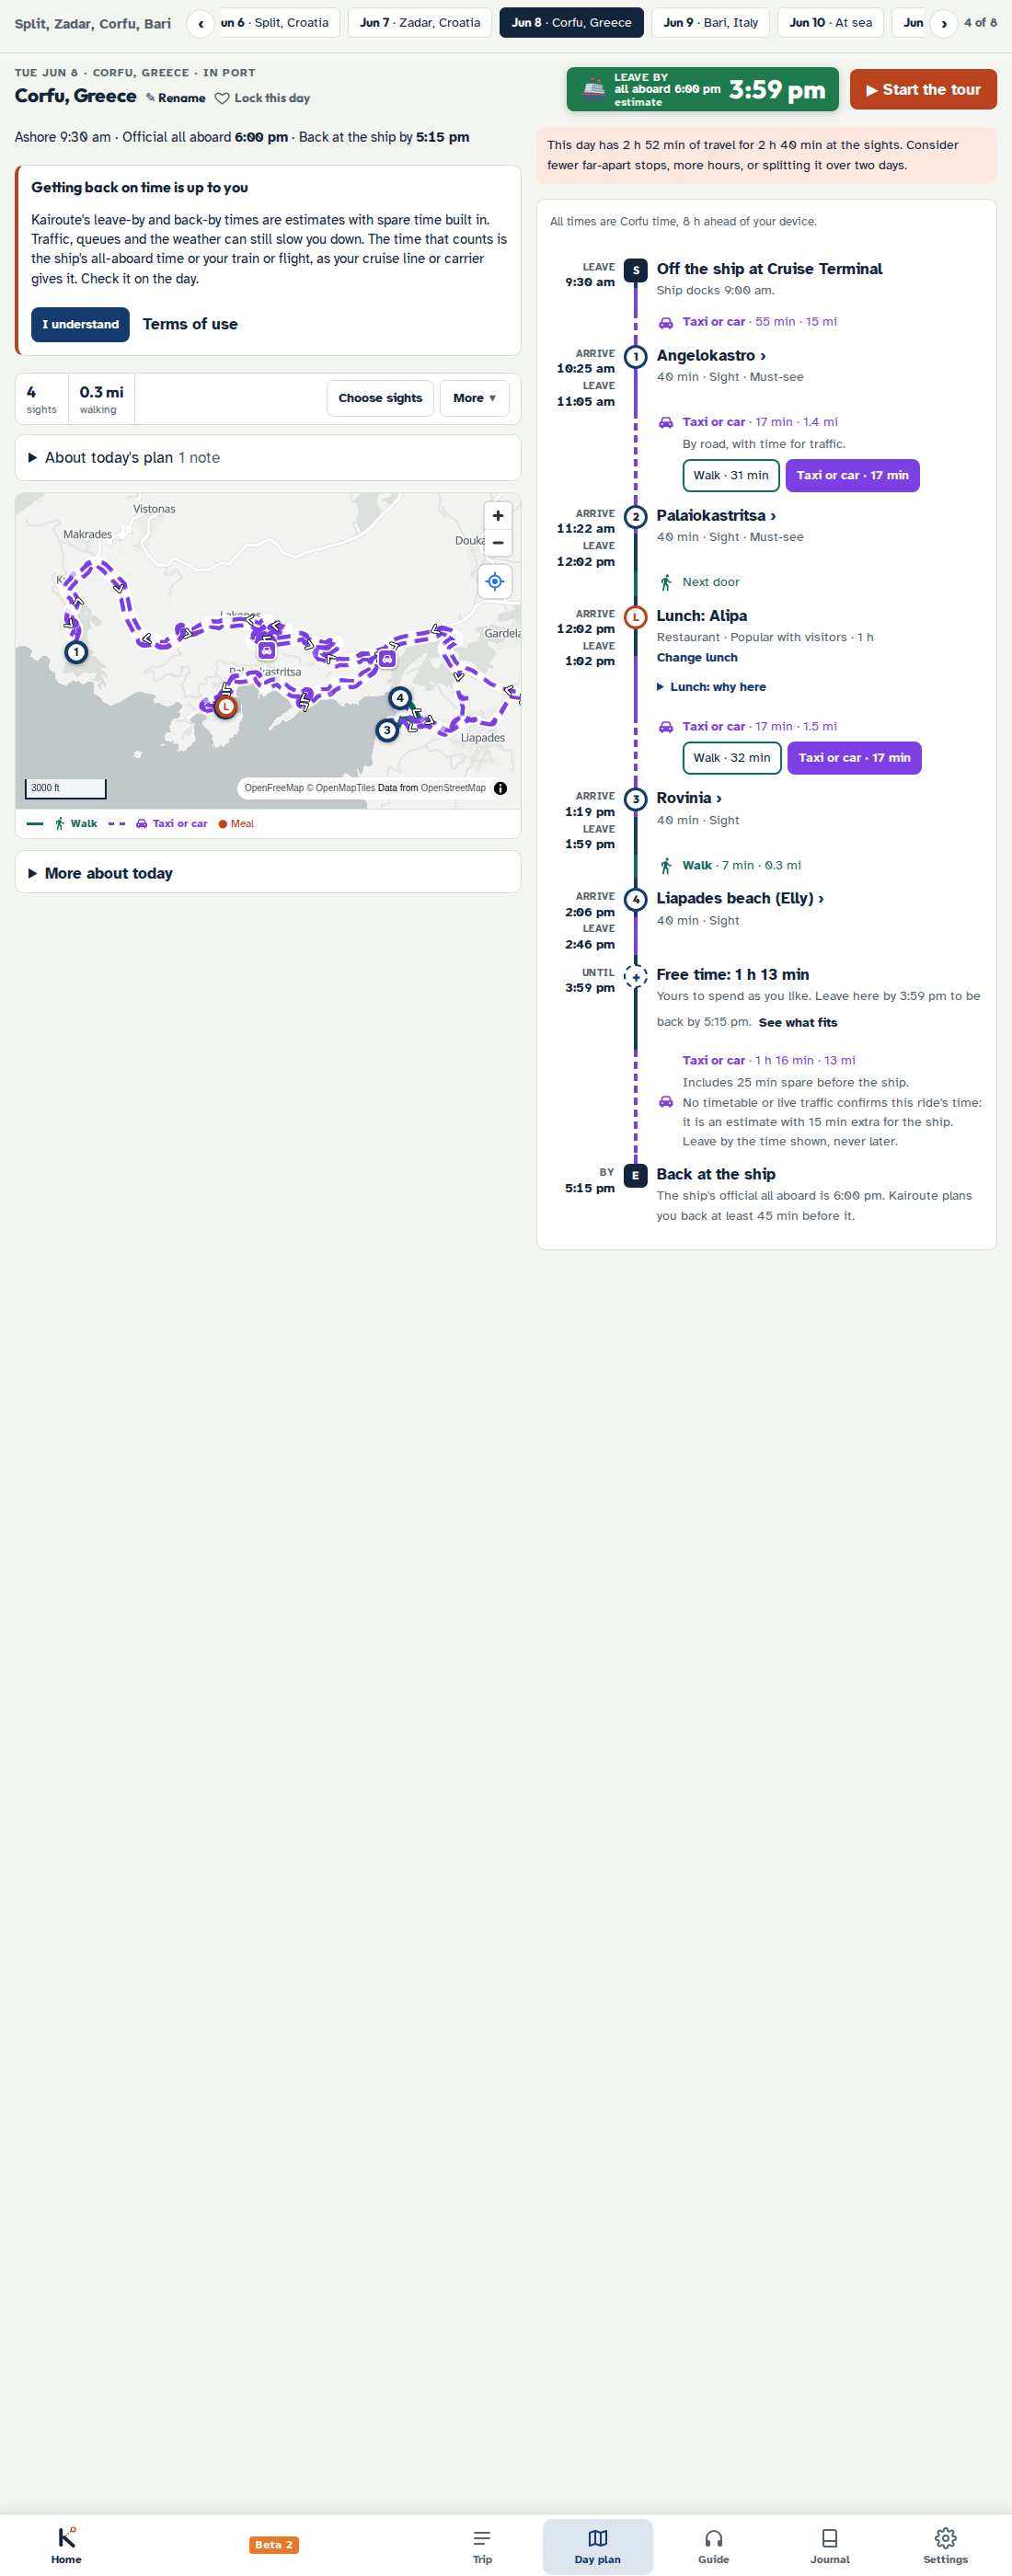 Split, Zadar, Corfu, Bari
‹
un 6 · Split, Croatia
Jun 7 · Zadar, Croatia
Jun 8 · Corfu, Greece
Jun 9 · Bari, Italy
Jun 10 · At sea
Jun
›
4 of 8
TUE JUN 8 · CORFU, GREECE · IN PORT
Corfu, Greece
✎ Rename
Lock this day
LEAVE BY
all aboard 6:00 pm
estimate
3:59 pm
▶ Start the tour
Ashore 9:30 am · Official all aboard 6:00 pm · Back at the ship by 5:15 pm
Getting back on time is up to you
Kairoute's leave-by and back-by times are estimates with spare time built in.
Traffic, queues and the weather can still slow you down. The time that counts is
the ship's all-aboard time or your train or flight, as your cruise line or carrier
gives it. Check it on the day.
I understand
Terms of use
4
sights
0.3 mi
walking
Choose sights
More ▼
▶ About today's plan 1 note
Vistonas
Makrades
Douka
K
Lakones
Gardela
Liapades
1
L
4
3
+
−
3000 ft
OpenFreeMap © OpenMapTiles Data from OpenStreetMap
Walk
Taxi or car
Meal
▶ More about today
This day has 2 h 52 min of travel for 2 h 40 min at the sights. Consider
fewer far-apart stops, more hours, or splitting it over two days.
All times are Corfu time, 8 h ahead of your device.
LEAVE
9:30 am
S
Off the ship at Cruise Terminal
Ship docks 9:00 am.
Taxi or car · 55 min · 15 mi
ARRIVE
10:25 am
LEAVE
11:05 am
1
Angelokastro ›
40 min · Sight · Must-see
Taxi or car · 17 min · 1.4 mi
By road, with time for traffic.
Walk · 31 min
Taxi or car · 17 min
ARRIVE
11:22 am
LEAVE
12:02 pm
2
Palaiokastritsa ›
40 min · Sight · Must-see
Next door
ARRIVE
12:02 pm
LEAVE
1:02 pm
L
Lunch: Alipa
Restaurant · Popular with visitors · 1 h
Change lunch
▶ Lunch: why here
Taxi or car · 17 min · 1.5 mi
Walk · 32 min
Taxi or car · 17 min
ARRIVE
1:19 pm
LEAVE
1:59 pm
3
Rovinia ›
40 min · Sight
Walk · 7 min · 0.3 mi
ARRIVE
2:06 pm
LEAVE
2:46 pm
4
Liapades beach (Elly) ›
40 min · Sight
UNTIL
3:59 pm
+
Free time: 1 h 13 min
Yours to spend as you like. Leave here by 3:59 pm to be
back by 5:15 pm. See what fits
Taxi or car · 1 h 16 min · 13 mi
Includes 25 min spare before the ship.
No timetable or live traffic confirms this ride's time:
it is an estimate with 15 min extra for the ship.
Leave by the time shown, never later.
BY
5:15 pm
E
Back at the ship
The ship's official all aboard is 6:00 pm. Kairoute plans
you back at least 45 min before it.
Home
Beta 2
Trip
Day plan
Guide
Journal
Settings